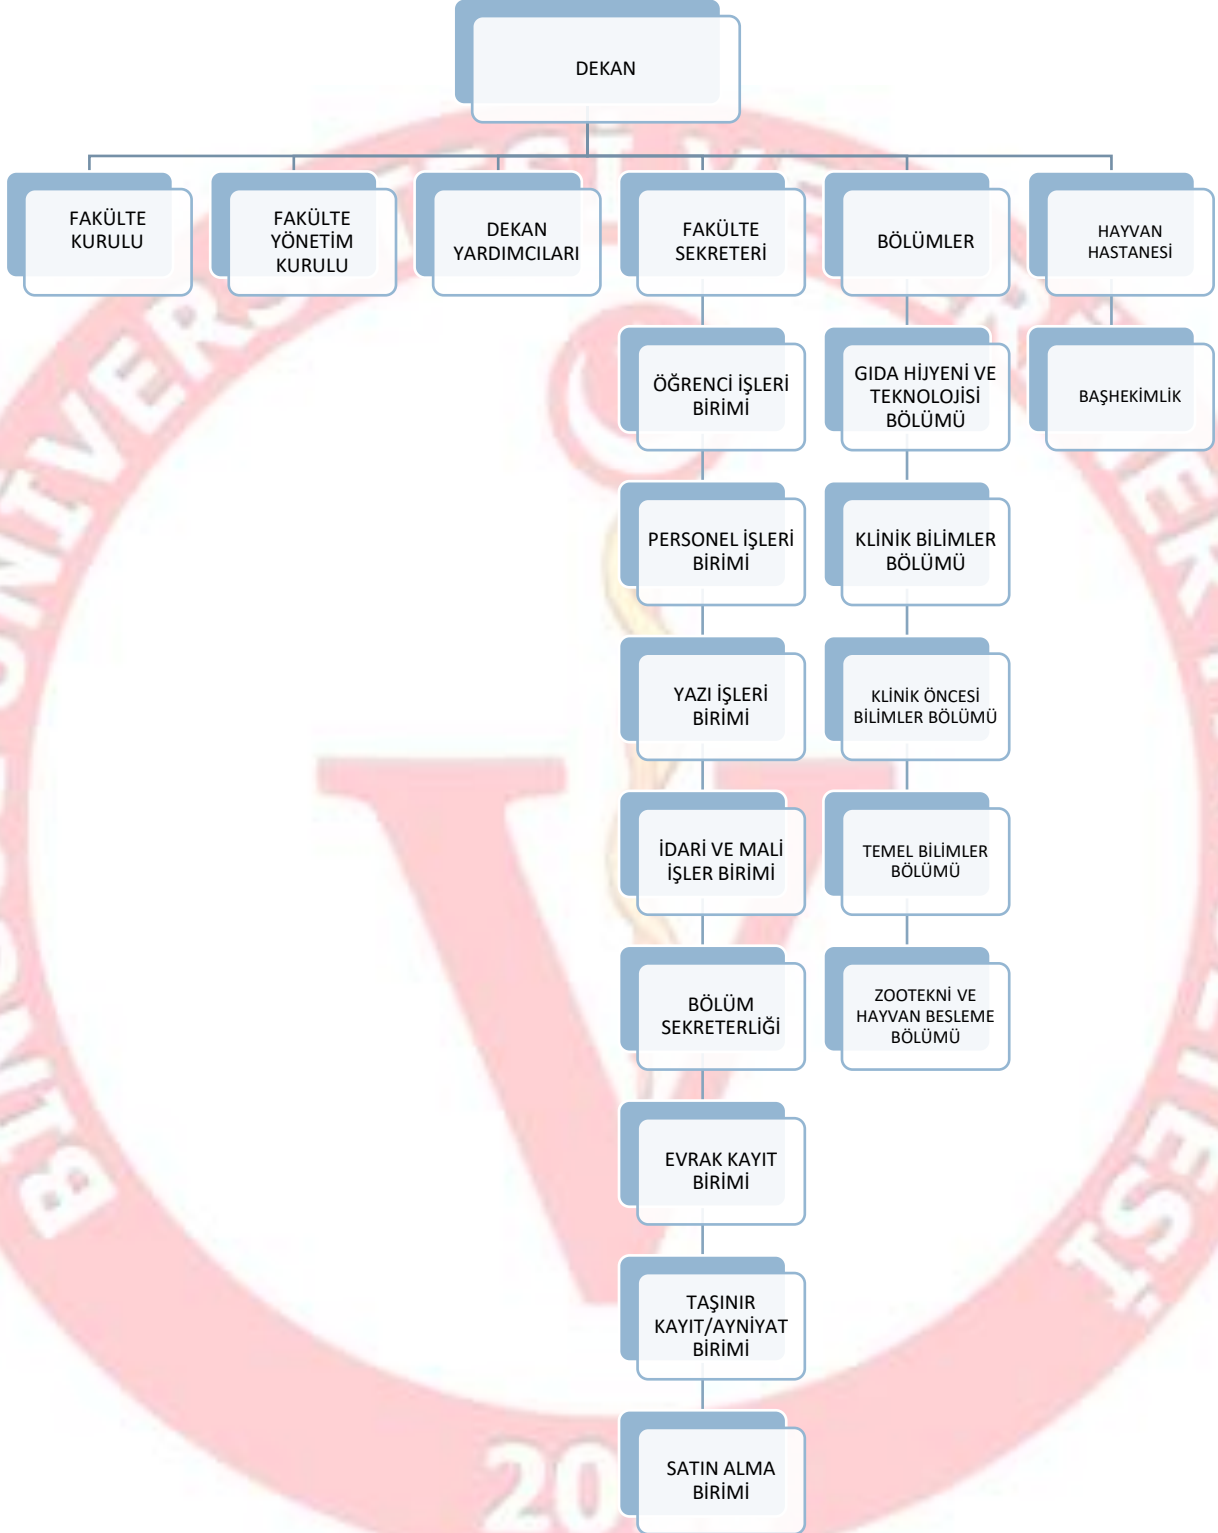 DEKAN
FAKÜLTE
KURULU
FAKÜLTE
YÖNETİM
KURULU
DEKAN
YARDIMCILARI
FAKÜLTE
SEKRETERİ
BÖLÜMLER
HAYVAN
HASTANESİ
ÖĞRENCİ İŞLERİ
BİRİMİ
GIDA HİJYENİ VE
TEKNOLOJİSİ
BÖLÜMÜ
BAŞHEKİMLİK
PERSONEL İŞLERİ
BİRİMİ
KLİNİK BİLİMLER
BÖLÜMÜ
YAZI İŞLERİ
BİRİMİ
KLİNİK ÖNCESİ
BİLİMLER BÖLÜMÜ
İDARİ VE MALİ
İŞLER BİRİMİ
TEMEL BİLİMLER
BÖLÜMÜ
BÖLÜM
SEKRETERLİĞİ
ZOOTEKNİ VE
HAYVAN BESLEME
BÖLÜMÜ
EVRAK KAYIT
BİRİMİ
TAŞINIR
KAYIT/AYNİYAT
BİRİMİ
SATIN ALMA
BİRİMİ